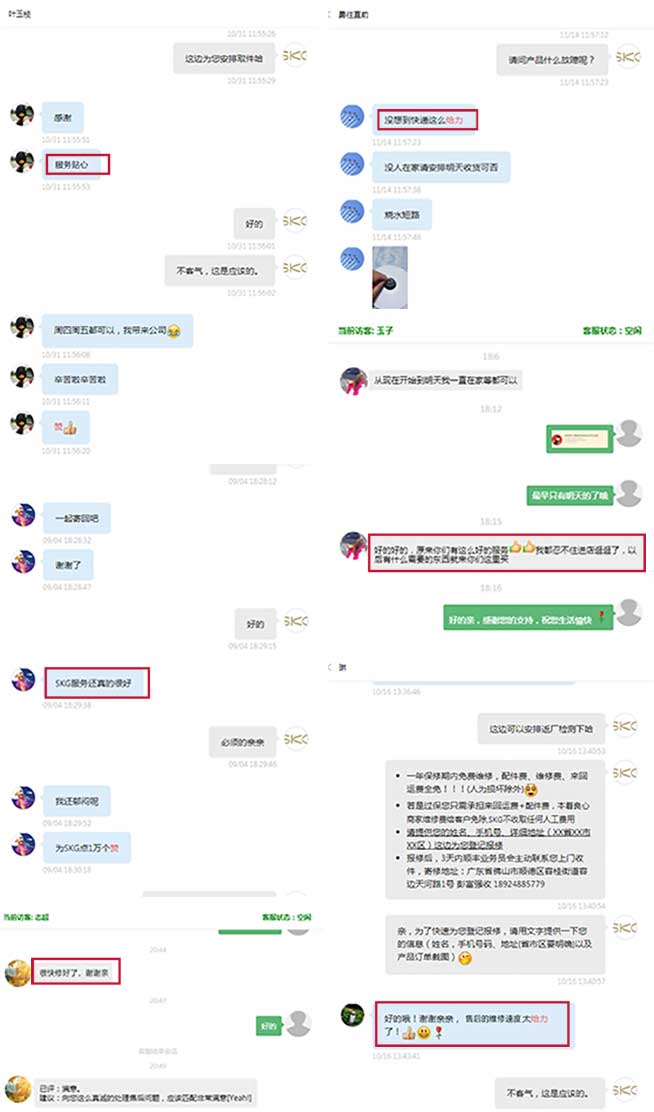 叶玉桢
10/31 11:55:26
这边为您安排取件哈
SKG
10/31 11:55:29
感谢
10/31 11:55:51
服务贴心
10/31 11:55:53
好的
SKG
10/31 11:56:01
不客气，这是应该的。
SKG
10/31 11:56:02
周四周五都可以，我带来公司😂
10/31 11:56:08
辛苦啦辛苦啦
10/31 11:56:11
赞👍
10/31 11:56:20
09/04 18:28:12
一起寄回吧
09/04 18:28:32
谢谢了
09/04 18:28:47
好的
SKG
09/04 18:29:15
SKG服务还真的很好
09/04 18:29:38
必须的亲亲
SKG
09/04 18:29:46
我还郁闷呢
09/04 18:29:52
为SKG点1万个赞
09/04 18:30:18
当前访客: 志超
客服状态：空闲
20:44
很快修好了，谢谢亲
20:47
好的
20:49
已评：满意。
建议：向您这么真诚的处理售后问题，应该匹配非常满意[Yeah!]
勇往直前
11/14 11:57:12
请问产品什么故障呢？
SKG
11/14 11:57:23
没想到快递这么给力
11/14 11:57:23
没人在家请安排明天收货可否
11/14 11:57:38
烧水短路
11/14 11:57:48
当前访客: 玉子
客服状态：空闲
18:6
从现在开始到明天我一直在家等都可以
18:12
最早只有明天的了哦
18:15
好的好的，原来你们有这么好的服务👍👍我都忍不住进店逛逛了，以
后有什么需要的东西就来你们这里买
18:16
好的亲，感谢您的支持，祝您生活愉快🌹
琪
10/16 13:36:46
这边可以安排返厂检测下哈
SKG
10/16 13:40:53
• 一年保修期内免费维修，配件费、维修费、来回
运费全免！！！(人为损坏除外)
• 若是过保您只需承担来回运费+配件费，本着良心
商家维修费给客户免除,SKG不收取任何人工费用
• 请提供您的姓名、手机号、详细地址（XX省XX市
XX区）这边为您登记报修
• 报修后，3天内顺丰业务员会主动联系您上门收
件，寄修地址：广东省佛山市顺德区容桂街道容
边天河路1号 彭富强收 18924885779
SKG
10/16 13:40:54
亲，为了快速为您登记报修，请用文字提供一下您
的信息（姓名，手机号码、地址(省市区要明确)以及
产品订单截图）
SKG
10/16 13:40:57
好的哦！谢谢亲亲，售后的维修速度太给力
了！👍😃🌹
10/16 13:43:41
不客气，这是应该的。
SKG